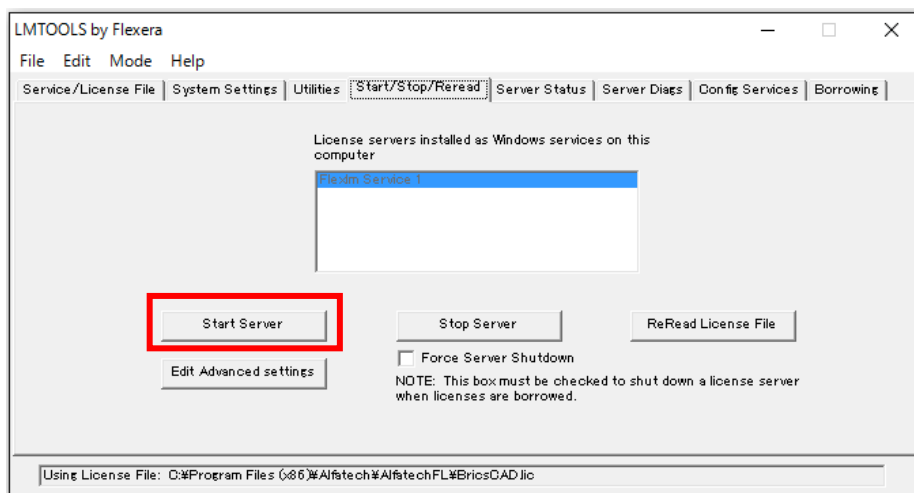 LMTOOLS by Flexera
File Edit Mode Help
Service/License File System Settings Utilities Start/Stop/Reread Server Status Server Diags Config Services Borrowing
License servers installed as Windows services on this
computer
Flexlm Service 1
Start Server Stop Server ReRead License File
Force Server Shutdown
Edit Advanced settings
NOTE: This box must be checked to shut down a license server
when licenses are borrowed.
Using License File: C:¥Program Files (x86)¥Alfatech¥AlfatechFL¥BricsCAD.lic